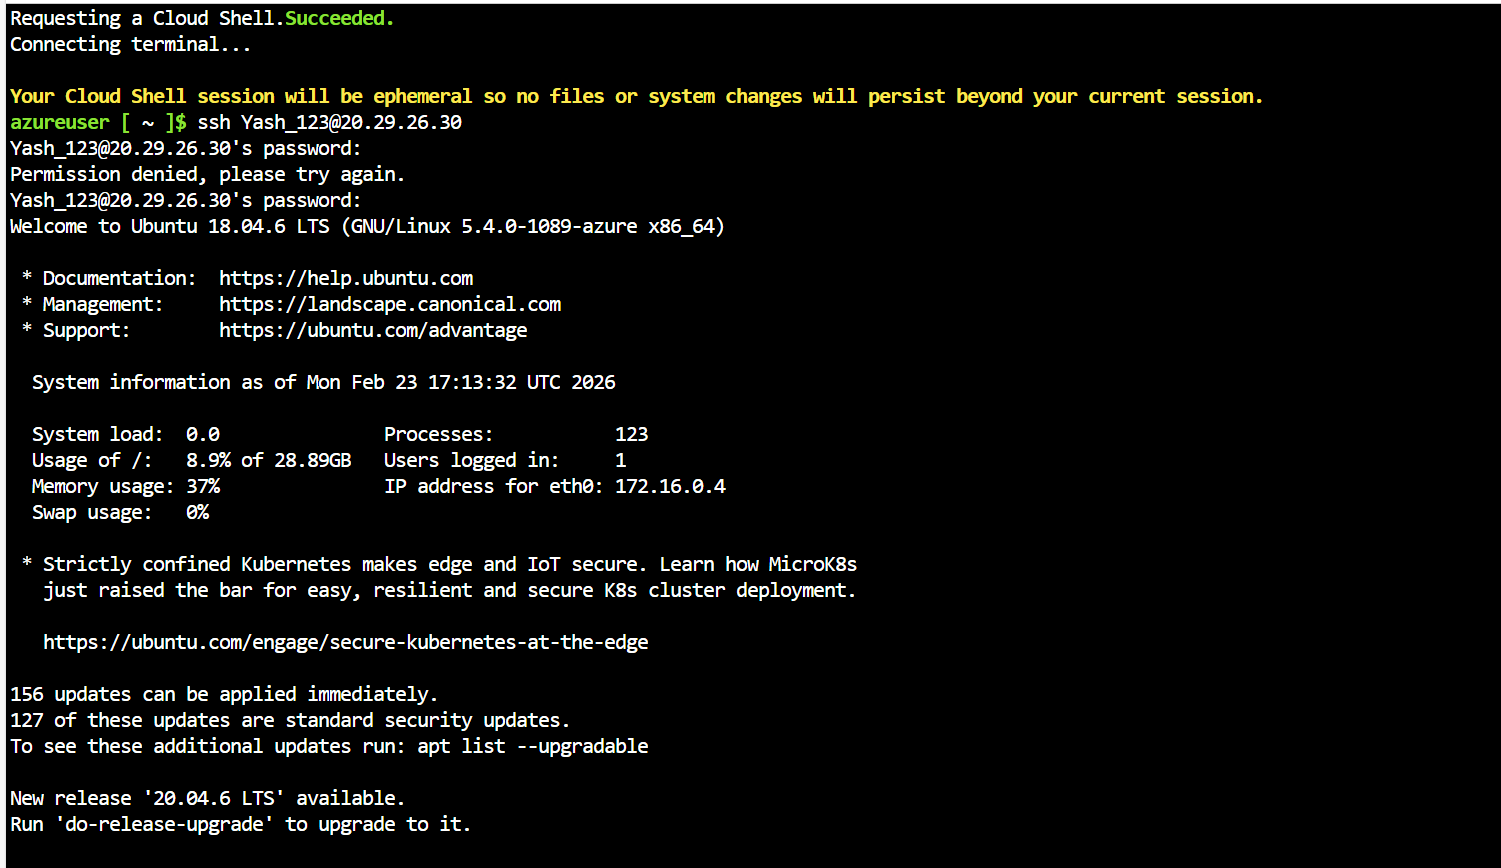 Requesting a Cloud Shell.Succeeded.
Connecting terminal...
Your Cloud Shell session will be ephemeral so no files or system changes will persist beyond your current session.
azureuser [ ~ ]$ ssh Yash_123@20.29.26.30
Yash_123@20.29.26.30's password:
Permission denied, please try again.
Yash_123@20.29.26.30's password:
Welcome to Ubuntu 18.04.6 LTS (GNU/Linux 5.4.0-1089-azure x86_64)
* Documentation:  https://help.ubuntu.com
* Management:     https://landscape.canonical.com
* Support:        https://ubuntu.com/advantage
System information as of Mon Feb 23 17:13:32 UTC 2026
System load:  0.0               Processes:           123
Usage of /:   8.9% of 28.89GB   Users logged in:     1
Memory usage: 37%               IP address for eth0: 172.16.0.4
Swap usage:   0%
* Strictly confined Kubernetes makes edge and IoT secure. Learn how MicroK8s
just raised the bar for easy, resilient and secure K8s cluster deployment.
https://ubuntu.com/engage/secure-kubernetes-at-the-edge
156 updates can be applied immediately.
127 of these updates are standard security updates.
To see these additional updates run: apt list --upgradable
New release '20.04.6 LTS' available.
Run 'do-release-upgrade' to upgrade to it.